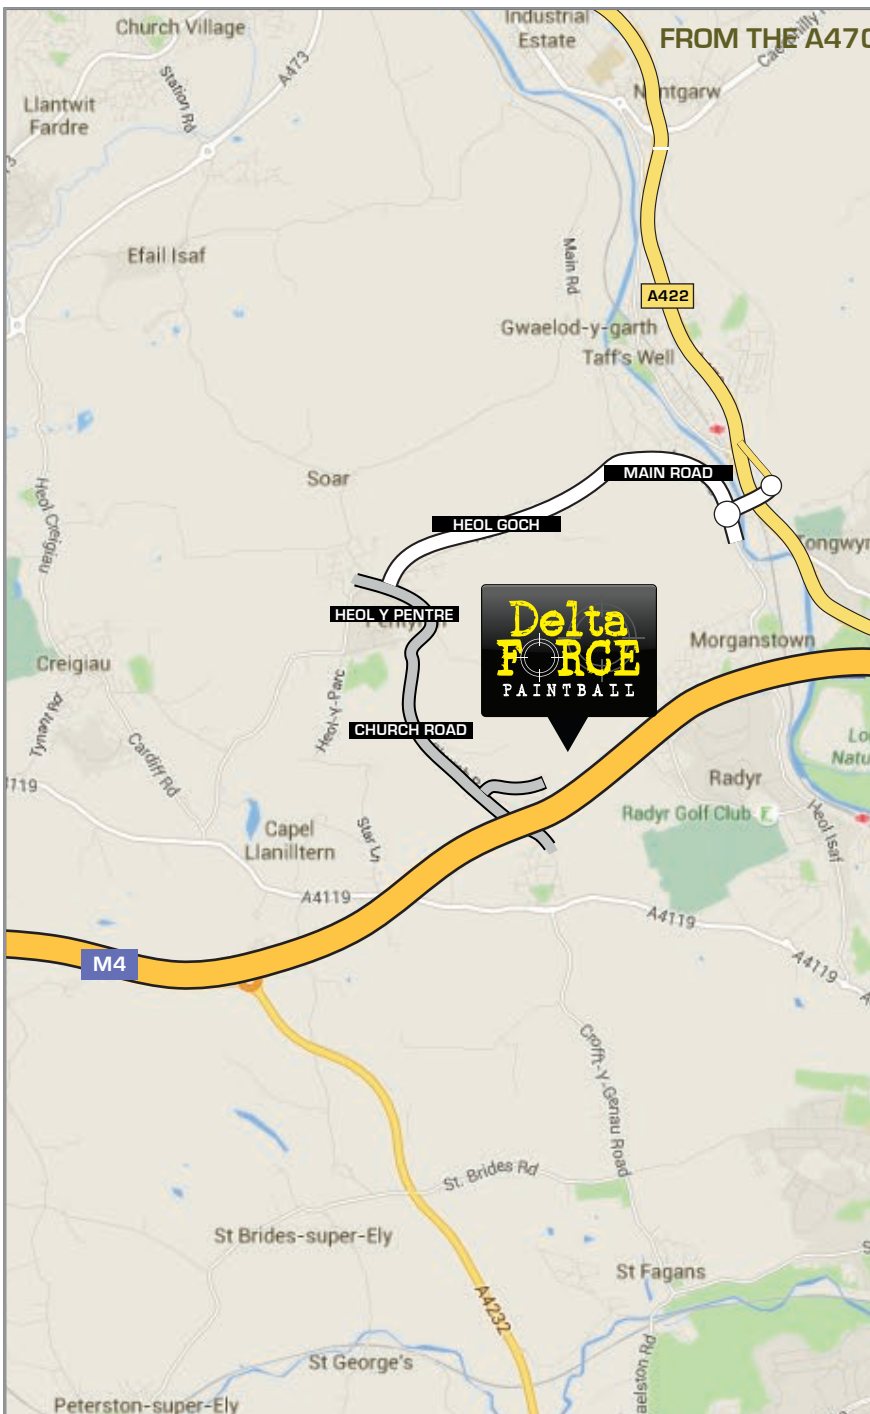 Industrial
Estate
FROM THE A470
Church Village
A473
Station Rd
Llantwit
Fardre
Nantgarw
Efail Isaf
Main Rd
A422
Gwaelod-y-garth
Taff's Well
Soar
MAIN ROAD
HEOL GOCH
Heol Creigiau
Tongwyn
HEOL Y PENTRE
Delta
FORCE
PAINTBALL
Morganstown
Creigiau
Heol-y-Parc
Tynant Rd
CHURCH ROAD
Cardiff Rd
Radyr
Radyr Golf Club
Heol Isaf
Capel
Llanilltern
Star Ln
A4119
A4119
A4119
M4
Crofft-Y-Genau Road
St. Brides Rd
St Brides-super-Ely
St Fagans
A4232
St George's
Peterston-super-Ely